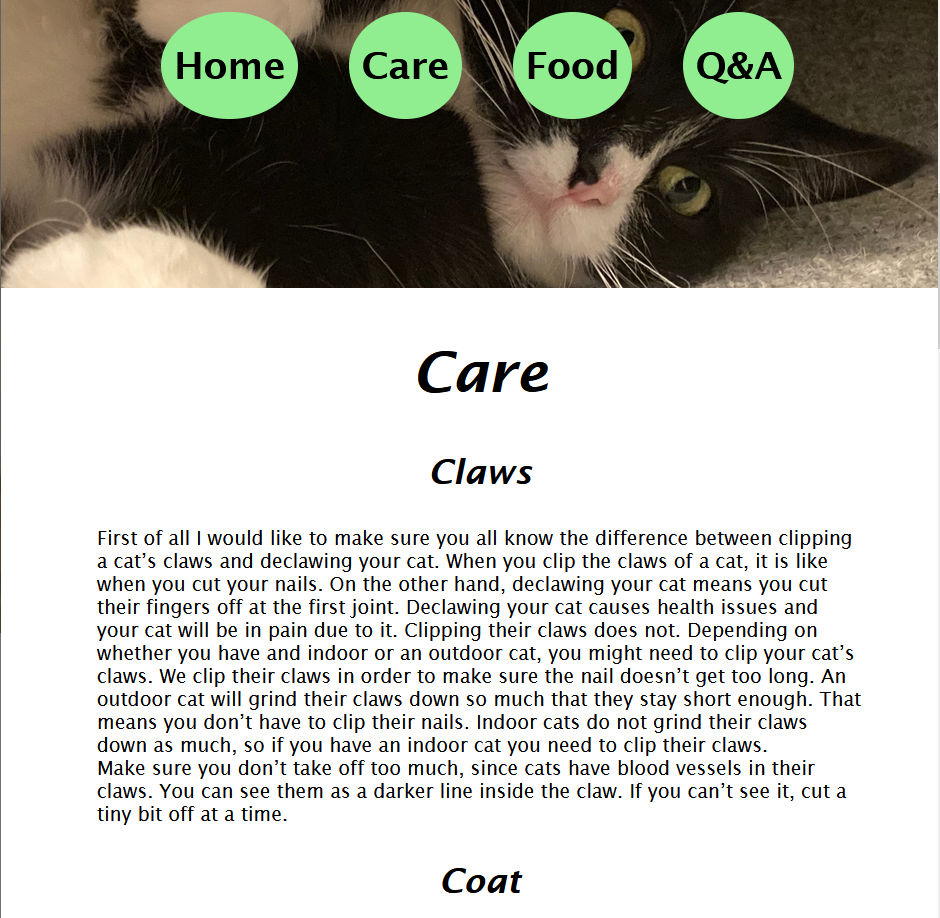 Home Care Food Q&A
Care
Claws
First of all I would like to make sure you all know the difference between clipping
a cat’s claws and declawing your cat. When you clip the claws of a cat, it is like
when you cut your nails. On the other hand, declawing your cat means you cut
their fingers off at the first joint. Declawing your cat causes health issues and
your cat will be in pain due to it. Clipping their claws does not. Depending on
whether you have and indoor or an outdoor cat, you might need to clip your cat’s
claws. We clip their claws in order to make sure the nail doesn’t get too long. An
outdoor cat will grind their claws down so much that they stay short enough. That
means you don’t have to clip their nails. Indoor cats do not grind their claws
down as much, so if you have an indoor cat you need to clip their claws.
Make sure you don’t take off too much, since cats have blood vessels in their
claws. You can see them as a darker line inside the claw. If you can’t see it, cut a
tiny bit off at a time.
Coat